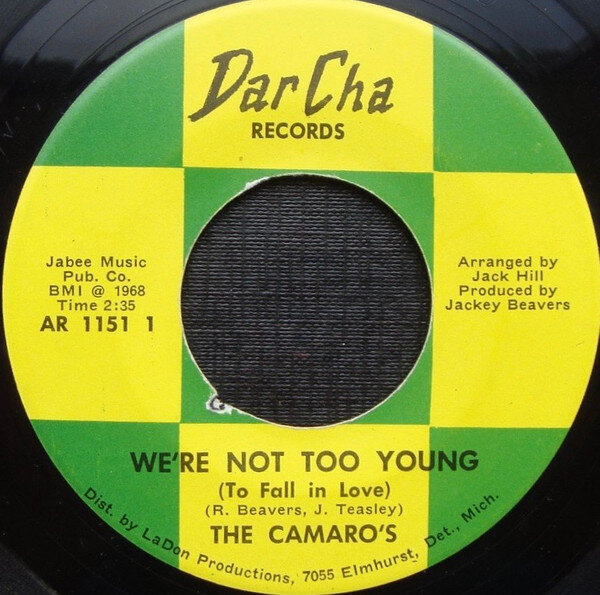 DarCha
RECORDS
Jabee Music
Pub. Co.
BMI @ 1968
Time 2:35
AR 1151 1
Arranged by
Jack Hill
Produced by
Jackey Beavers
WE'RE NOT TOO YOUNG
(To Fall in Love)
(R. Beavers, J. Teasley)
THE CAMARO'S
Dist. by LaDon Productions, 7055 Elmhurst, Det., Mich.